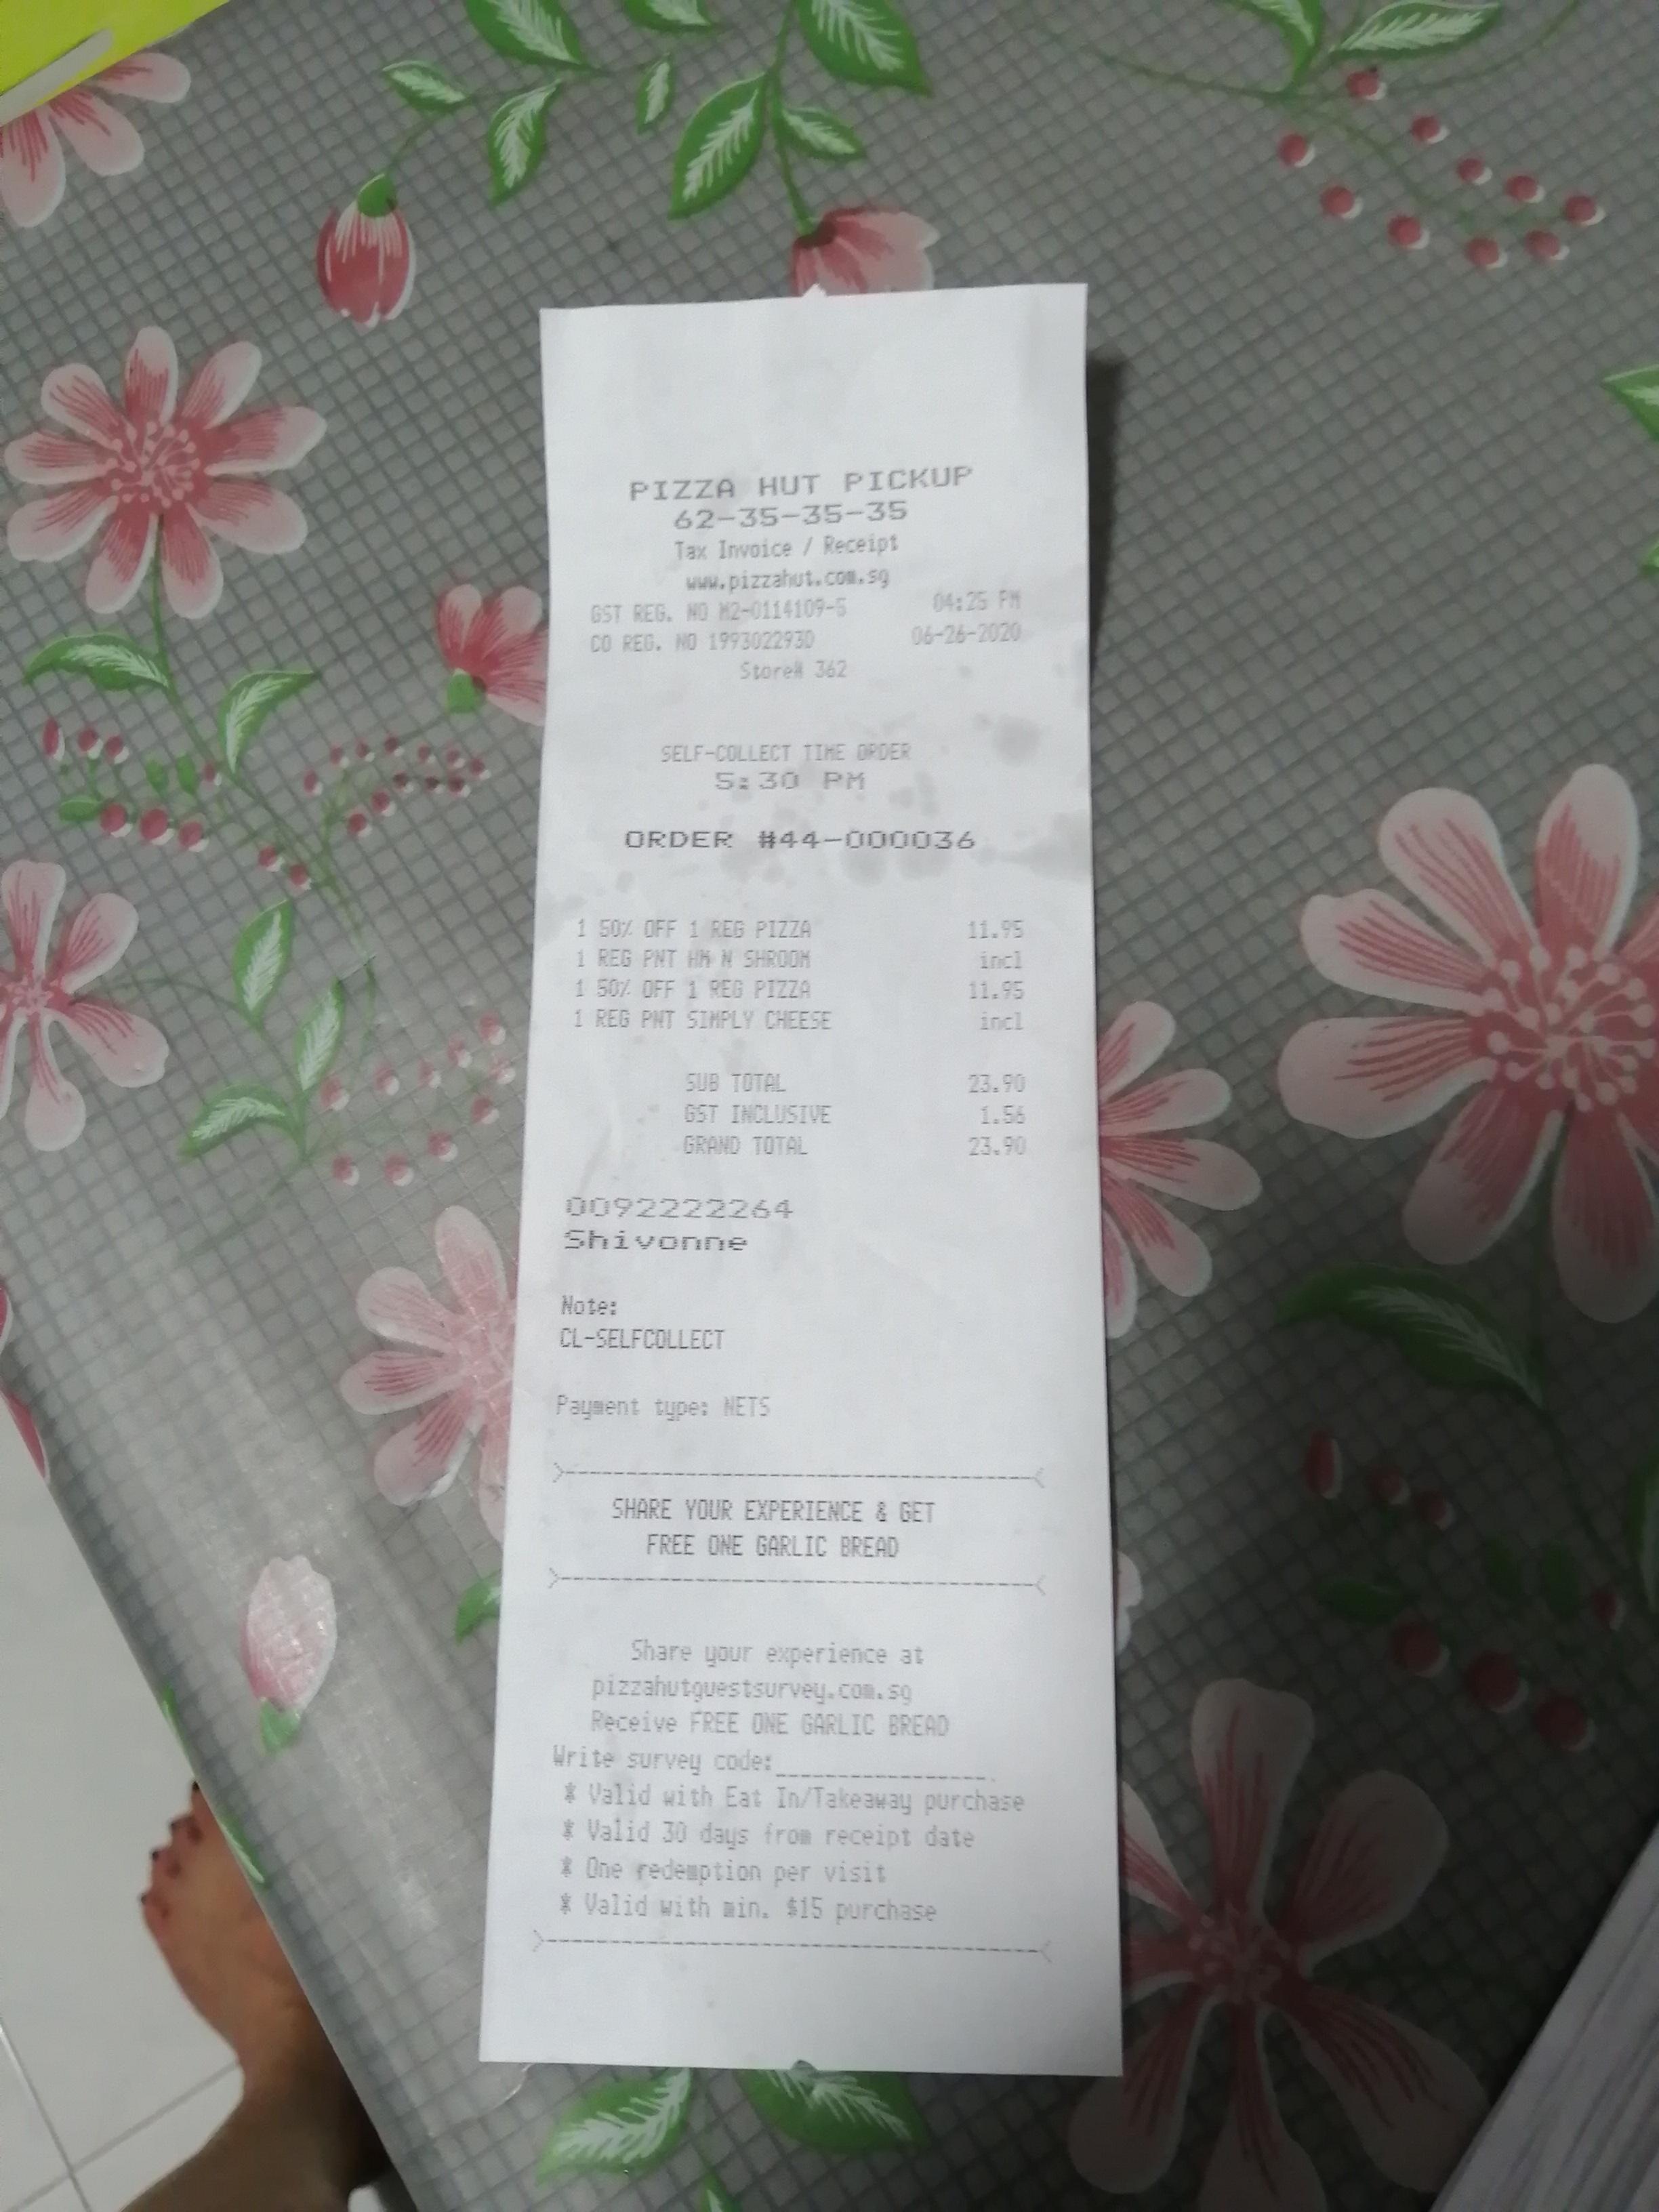 PIZZA HUT PICKUP
62-35-35-35
Tax Invoice / Receipt
www.pizzahut.com.sg
GST REG. NO M2-0114109-5 04:25 PM
CO REG. NO 199302293D 06-26-2020
Store# 362
SELF-COLLECT TIME ORDER
5:30 PM
ORDER #44-000036
1 50% OFF 1 REG PIZZA 11.95
1 REG PNT HM N SHROOM incl
1 50% OFF 1 REG PIZZA 11.95
1 REG PNT SIMPLY CHEESE incl
SUB TOTAL 23.90
GST INCLUSIVE 1.56
GRAND TOTAL 23.90
0092222264
Shivonne
Note:
CL-SELFCOLLECT
Payment type: NETS
SHARE YOUR EXPERIENCE & GET
FREE ONE GARLIC BREAD
Share your experience at
pizzahutguestsurvey.com.sg
Receive FREE ONE GARLIC BREAD
Write survey code:_________________.
* Valid with Eat In/Takeaway purchase
* Valid 30 days from receipt date
* One redemption per visit
* Valid with min. $15 purchase